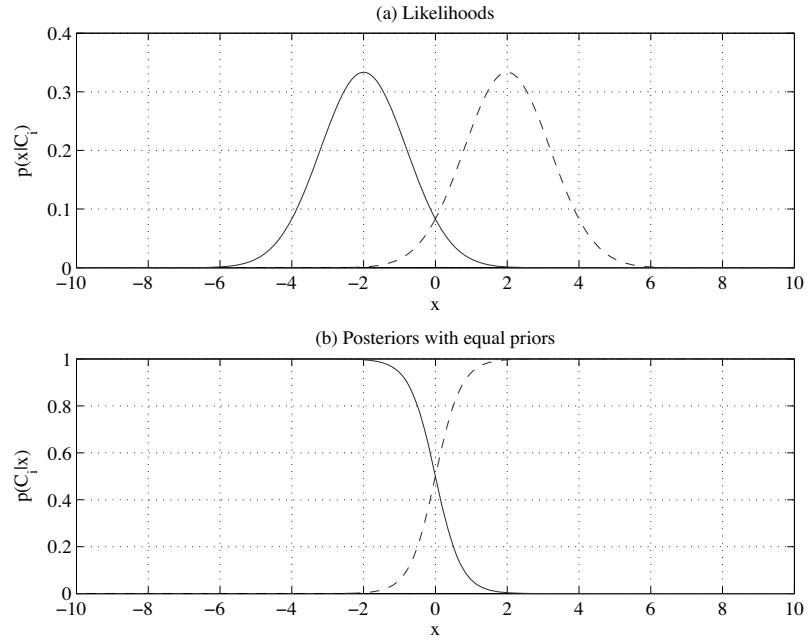 (a) Likelihoods
0.4
0.3
0.2
0.1
0
p(x|C_i)
−10 −8 −6 −4 −2 0 2 4 6 8 10
x
(b) Posteriors with equal priors
1
0.8
0.6
0.4
0.2
0
p(C_i|x)
−10 −8 −6 −4 −2 0 2 4 6 8 10
x